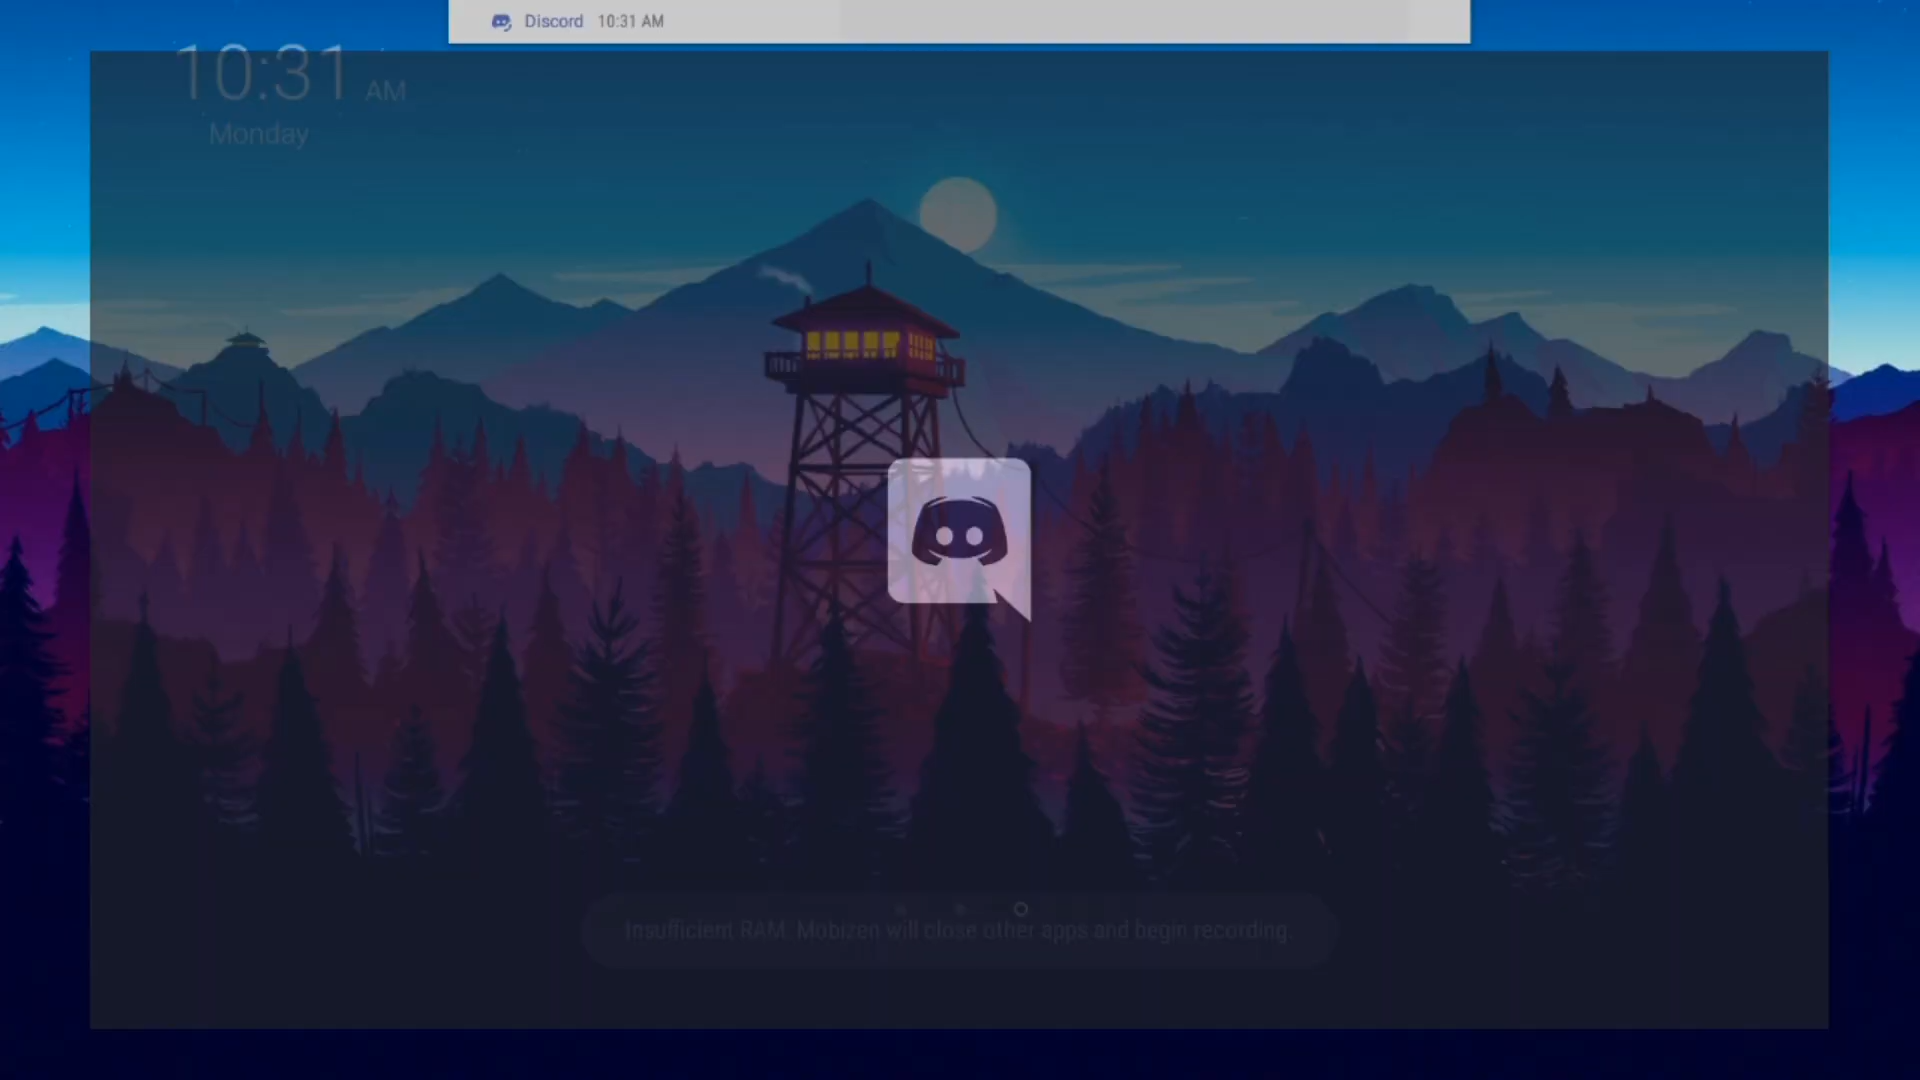 Discord 10:31 AM
10:31 AM
Monday
Insufficient RAM. Mobizen will close other apps and begin recording.